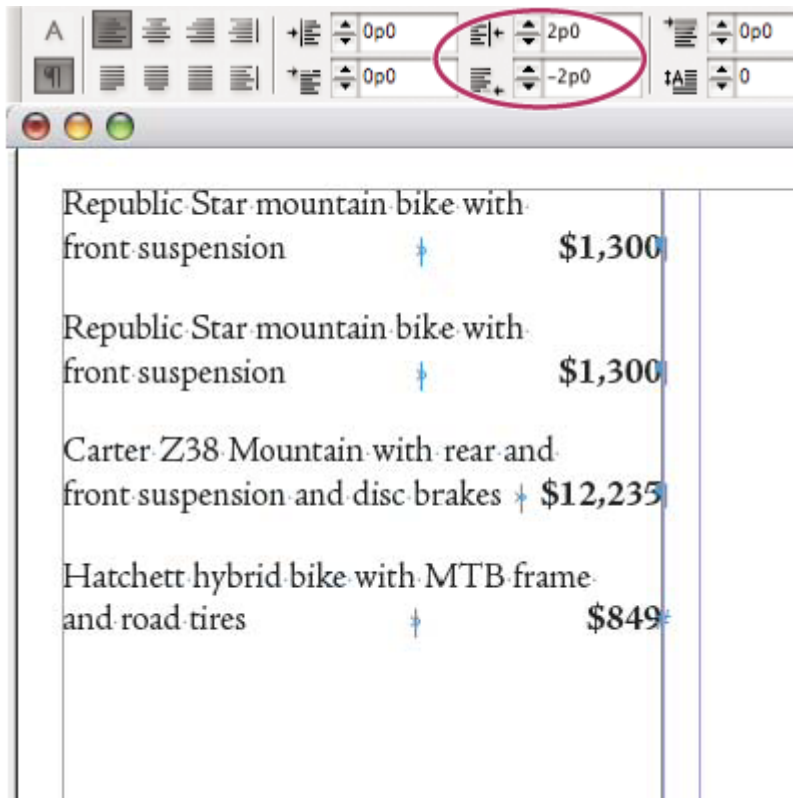 A 0p0 2p0 0p0
¶ 0p0 -2p0 A 0
Republic Star mountain bike with
front suspension » $1,300¶
Republic Star mountain bike with
front suspension » $1,300¶
Carter Z38 Mountain with rear and
front suspension and disc brakes » $12,235¶
Hatchett hybrid bike with MTB frame
and road tires » $849#